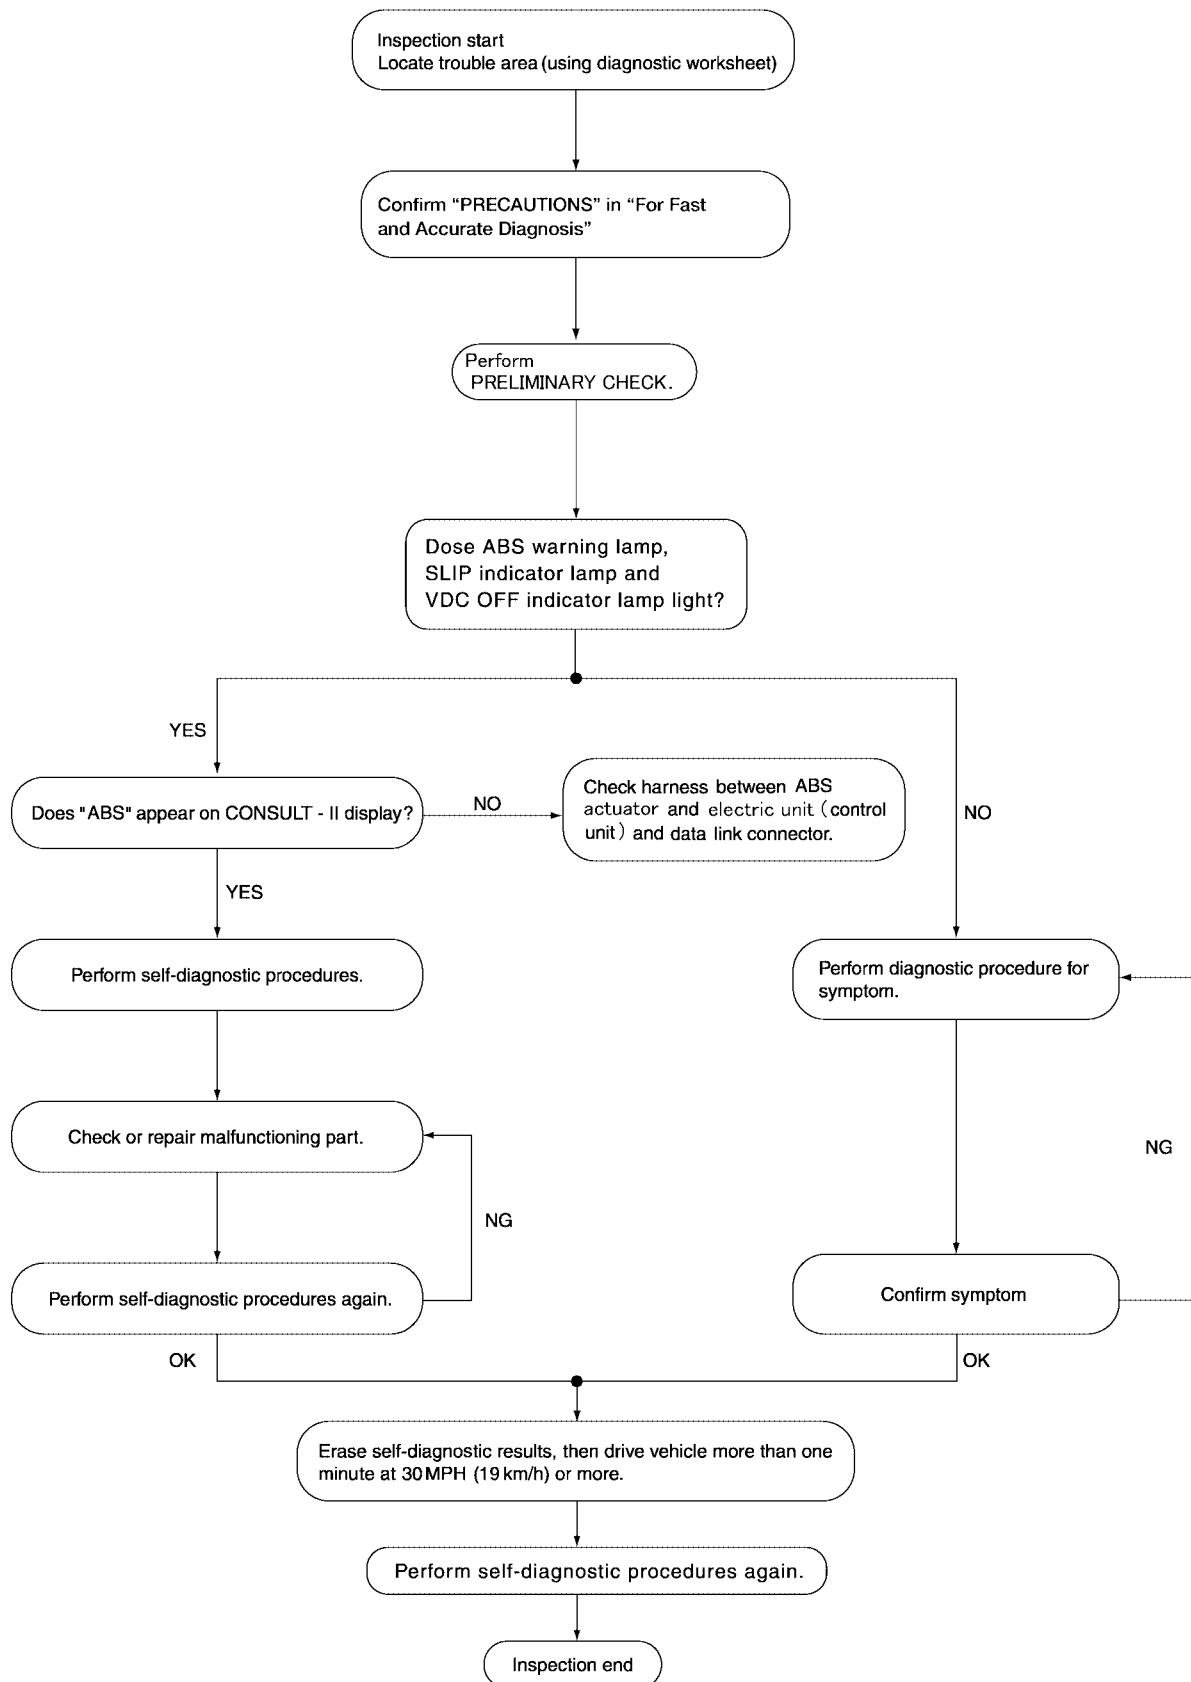 Inspection start
Locate trouble area (using diagnostic worksheet)
Confirm “PRECAUTIONS” in “For Fast
and Accurate Diagnosis”
Perform
PRELIMINARY CHECK.
Dose ABS warning lamp,
SLIP indicator lamp and
VDC OFF indicator lamp light?
YES
Does "ABS" appear on CONSULT - II display?
NO
Check harness between ABS
actuator and electric unit (control
unit) and data link connector.
NO
YES
Perform self-diagnostic procedures.
Perform diagnostic procedure for
symptom.
Check or repair malfunctioning part.
NG
NG
Perform self-diagnostic procedures again.
Confirm symptom
OK
OK
Erase self-diagnostic results, then drive vehicle more than one
minute at 30 MPH (19 km/h) or more.
Perform self-diagnostic procedures again.
Inspection end